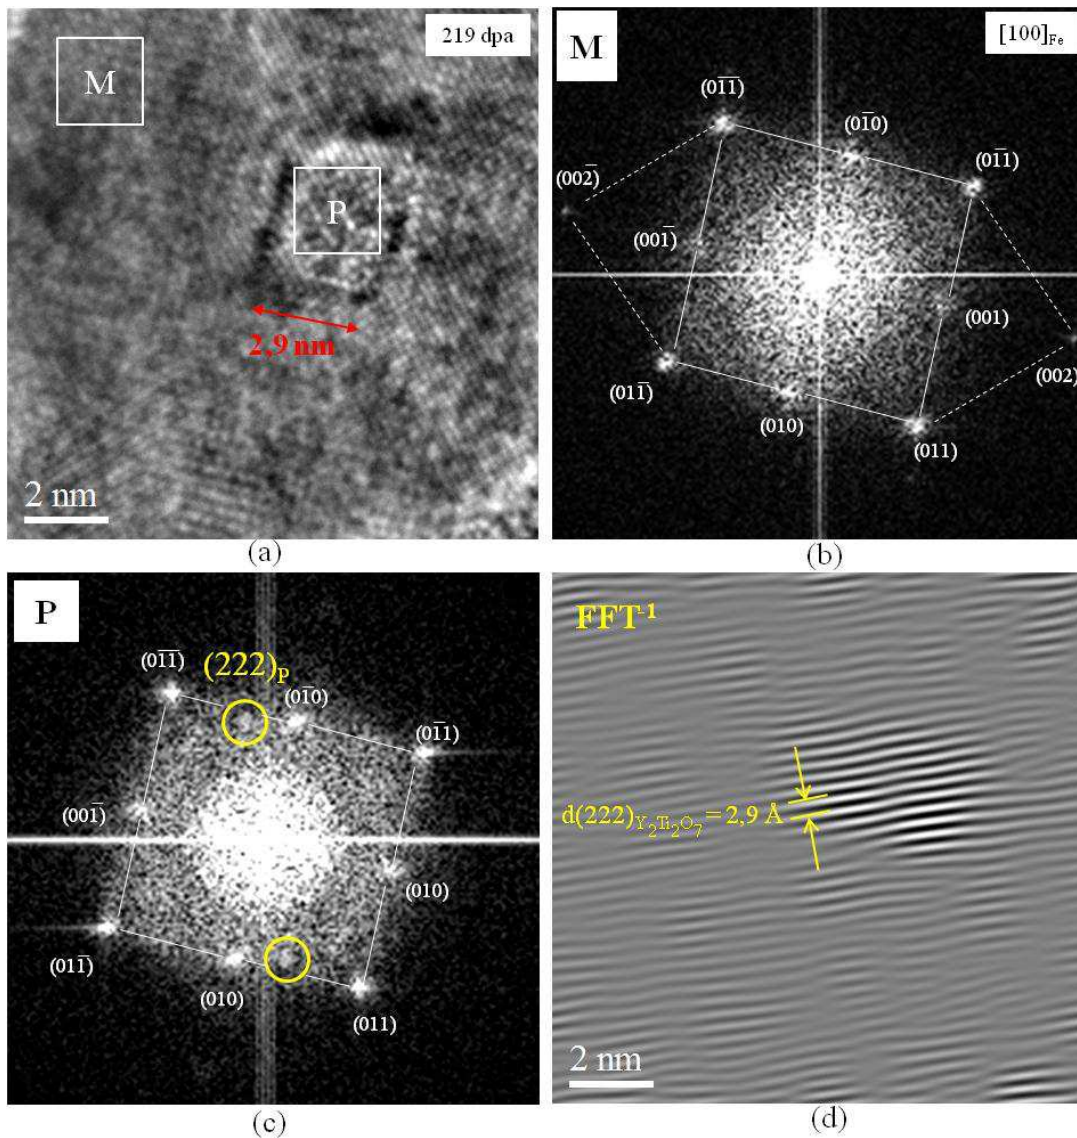 M
219 dpa
P
2,9 nm
2 nm
(a)
M
[100]Fe
(01̅1̅)
(01̅0)
(01̅1)
(002̅)
(001̅)
(001)
(002)
(011̅)
(010)
(011)
(b)
P
(222)P
(01̅1̅)
(01̅0)
(01̅1)
(001̅)
(010)
(011̅)
(010)
(011)
(c)
FFT-1
d(222)Y2Ti2O7 = 2,9 Å
2 nm
(d)